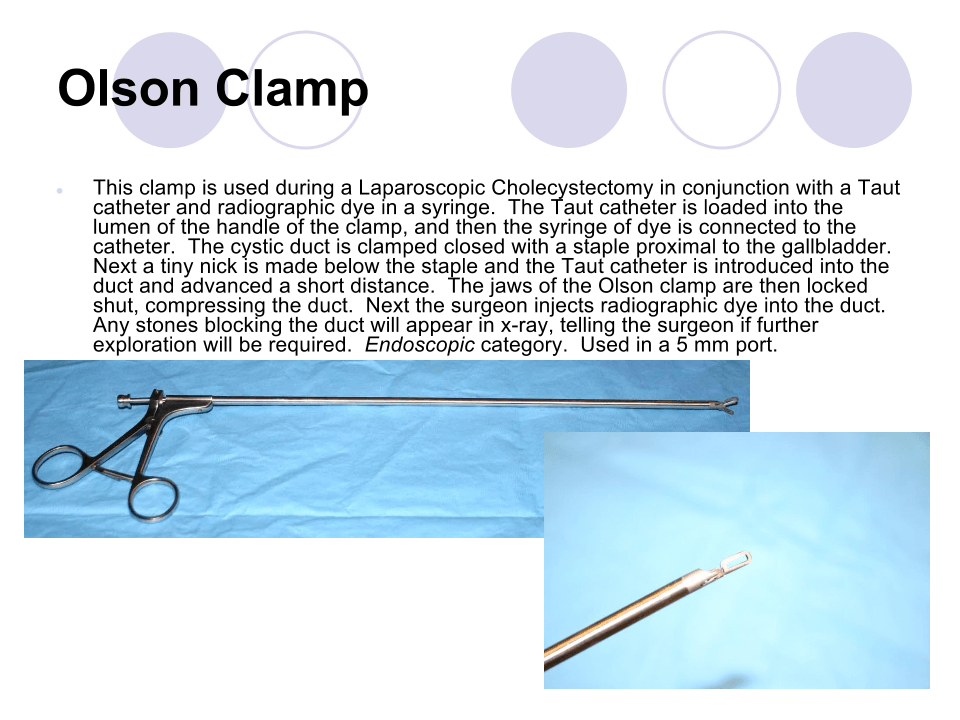 Olson Clamp
This clamp is used during a Laparoscopic Cholecystectomy in conjunction with a Taut
catheter and radiographic dye in a syringe.  The Taut catheter is loaded into the
lumen of the handle of the clamp, and then the syringe of dye is connected to the
catheter.  The cystic duct is clamped closed with a staple proximal to the gallbladder.
Next a tiny nick is made below the staple and the Taut catheter is introduced into the
duct and advanced a short distance.  The jaws of the Olson clamp are then locked
shut, compressing the duct.  Next the surgeon injects radiographic dye into the duct.
Any stones blocking the duct will appear in x-ray, telling the surgeon if further
exploration will be required.  Endoscopic category.  Used in a 5 mm port.